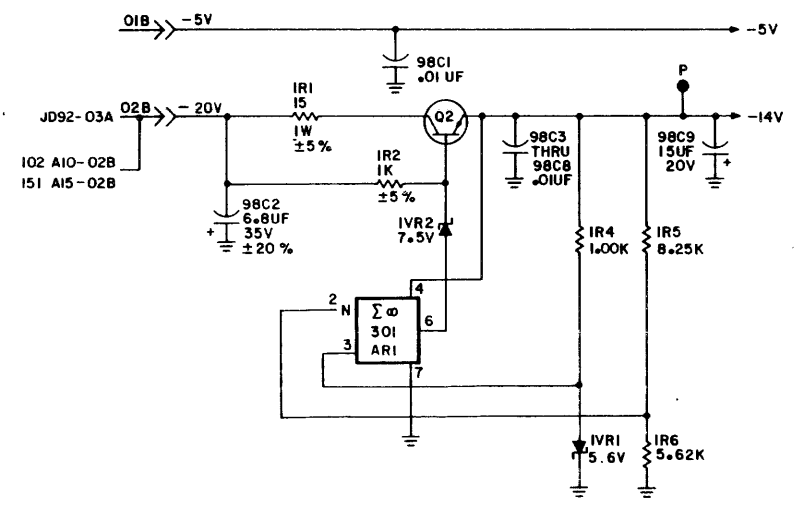 01B
-5V
-5V
98C1
.01 UF
P
JD92-03A
02B
- 20V
1R1
15
1W
±5%
Q2
-14V
98C3
THRU
98C8
.01UF
98C9
15UF
20V
+
102 A10-02B
151 A15-02B
1R2
1K
±5%
98C2
6.8UF
35V
±20%
+
1VR2
7.5V
1R4
1.00K
1R5
8.25K
2
N
4
Σ∞
301
AR1
6
3
7
1VR1
5.6V
1R6
5.62K